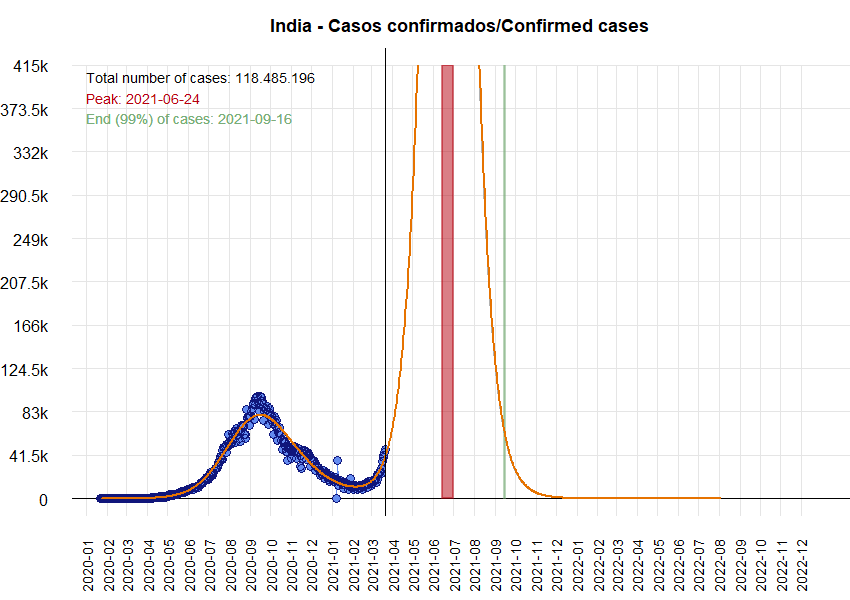 India - Casos confirmados/Confirmed cases
415k
373.5k
332k
290.5k
249k
207.5k
166k
124.5k
83k
41.5k
0
Total number of cases: 118.485.196
Peak: 2021-06-24
End (99%) of cases: 2021-09-16
2020-01
2020-02
2020-03
2020-04
2020-05
2020-06
2020-07
2020-08
2020-09
2020-10
2020-11
2020-12
2021-01
2021-02
2021-03
2021-04
2021-05
2021-06
2021-07
2021-08
2021-09
2021-10
2021-11
2021-12
2022-01
2022-02
2022-03
2022-04
2022-05
2022-06
2022-07
2022-08
2022-09
2022-10
2022-11
2022-12